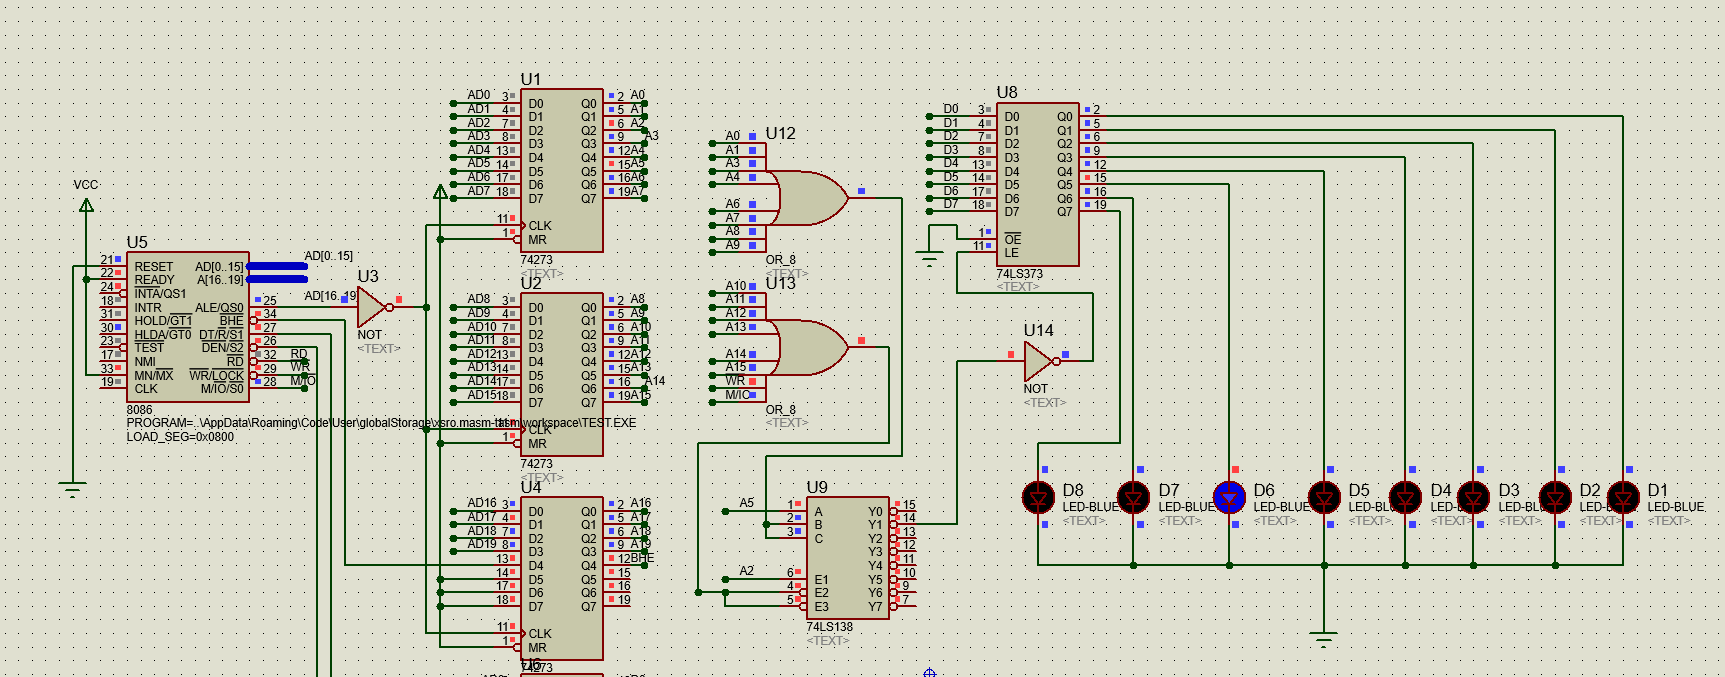 VCC
U5
21 RESET
22 READY
24 INTA/QS1
18 INTR
31 HOLD/GT1
30 HLDA/GT0
23 TEST
17 NMI
33 MN/MX
19 CLK
AD[0..15]
A[16..19]
ALE/QS0 25
BHE 34
DT/R/S1 27
DEN/S2 26
RD 32 RD
WR/LOCK 29 WR
M/IO/S0 28 M/IO
AD[0..15]
AD[16..19]
8086
PROGRAM=..\AppData\Roaming\Code\User\globalStorage\xsro.masm-tasm\workspace\TEST.EXE
LOAD_SEG=0x0800
U3
NOT
<TEXT>
U1
AD0 3 D0 Q0 2 A0
AD1 4 D1 Q1 5 A1
AD2 7 D2 Q2 6 A2
AD3 8 D3 Q3 9 A3
AD4 13 D4 Q4 12 A4
AD5 14 D5 Q5 15 A5
AD6 17 D6 Q6 16 A6
AD7 18 D7 Q7 19 A7
11 CLK
1 MR
74273
<TEXT>
U2
AD8 3 D0 Q0 2 A8
AD9 4 D1 Q1 5 A9
AD10 7 D2 Q2 6 A10
AD11 8 D3 Q3 9 A11
AD12 13 D4 Q4 12 A12
AD13 14 D5 Q5 15 A13
AD14 17 D6 Q6 16 A14
AD15 18 D7 Q7 19 A15
11 CLK
1 MR
74273
<TEXT>
U4
AD16 3 D0 Q0 2 A16
AD17 4 D1 Q1 5 A17
AD18 7 D2 Q2 6 A18
AD19 8 D3 Q3 9 A19
13 D4 Q4 12 BHE
14 D5 Q5 15
17 D6 Q6 16
18 D7 Q7 19
11 CLK
1 MR
74273
U6
U12
A0
A1
A3
A4
A6
A7
A8
A9
OR_8
<TEXT>
U13
A10
A11
A12
A13
A14
A15
WR
M/IO
OR_8
<TEXT>
U9
A5 1 A Y0 15
2 B Y1 14
3 C Y2 13
Y3 12
Y4 11
A2 6 E1 Y5 10
4 E2 Y6 9
5 E3 Y7 7
74LS138
<TEXT>
U8
D0 3 D0 Q0 2
D1 4 D1 Q1 5
D2 7 D2 Q2 6
D3 8 D3 Q3 9
D4 13 D4 Q4 12
D5 14 D5 Q5 15
D6 17 D6 Q6 16
D7 18 D7 Q7 19
1 OE
11 LE
74LS373
<TEXT>
U14
NOT
<TEXT>
D8
LED-BLUE
<TEXT>
D7
LED-BLUE
<TEXT>
D6
LED-BLUE
<TEXT>
D5
LED-BLUE
<TEXT>
D4
LED-BLUE
<TEXT>
D3
LED-BLUE
<TEXT>
D2
LED-BLUE
<TEXT>
D1
LED-BLUE
<TEXT>